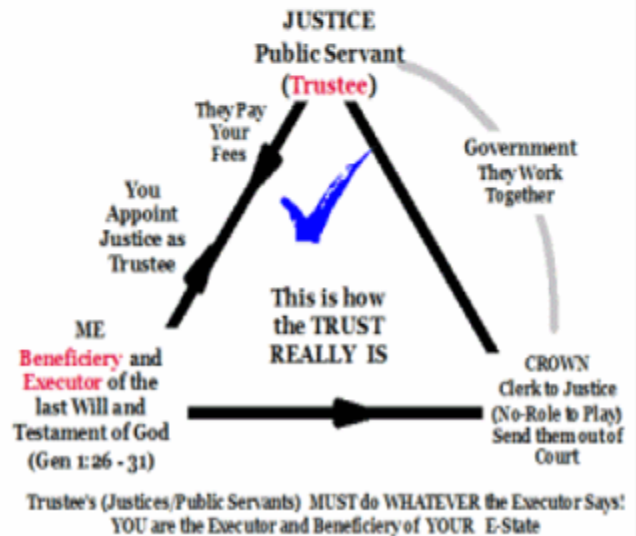 JUSTICE
Public Servant
(Trustee)
They Pay
Your
Fees
Government
They Work
Together
You
Appoint
Justice as
Trustee
This is how
the TRUST
REALLY IS
ME
Beneficiery and
Executor of the
last Will and
Testament of God
(Gen 1:26 - 31)
CROWN
Clerk to Justice
(No-Role to Play)
Send them out of
Court
Trustee's (Justices/Public Servants) MUST do WHATEVER the Executor Says!
YOU are the Executor and Beneficiery of YOUR E-State